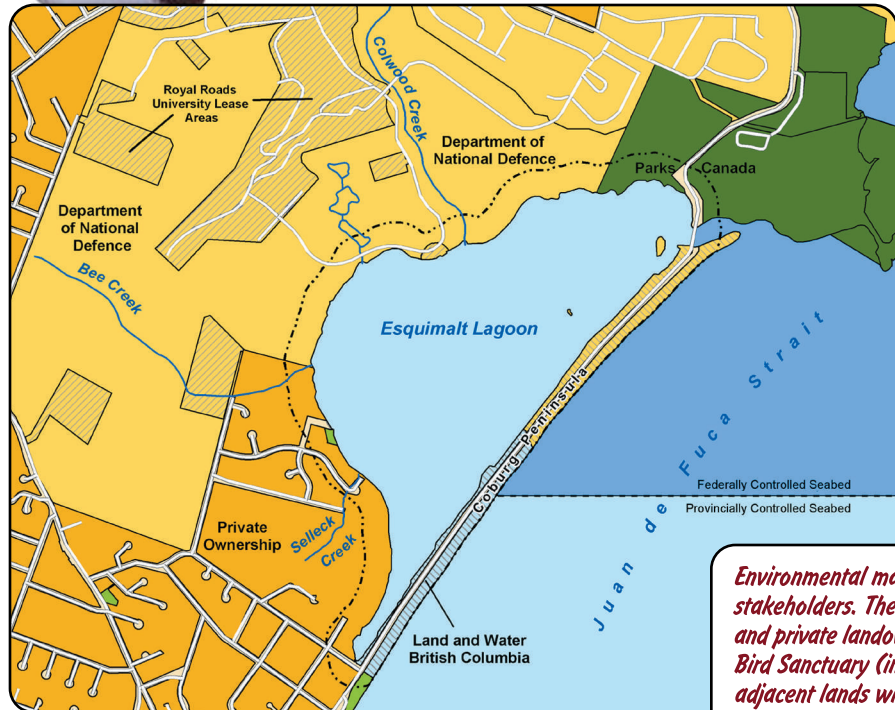 Royal Roads
University Lease
Areas
Colwood Creek
Department of
National Defence
Parks Canada
Department
of National
Defence
Bee Creek
Esquimalt Lagoon
Juan de Fuca Strait
Coburg Peninsula
Federally Controlled Seabed
Provincially Controlled Seabed
Private
Ownership
Selleck
Creek
Land and Water
British Columbia
Environmental ma
stakeholders. The
and private lando
Bird Sanctuary (in
adjacent lands w